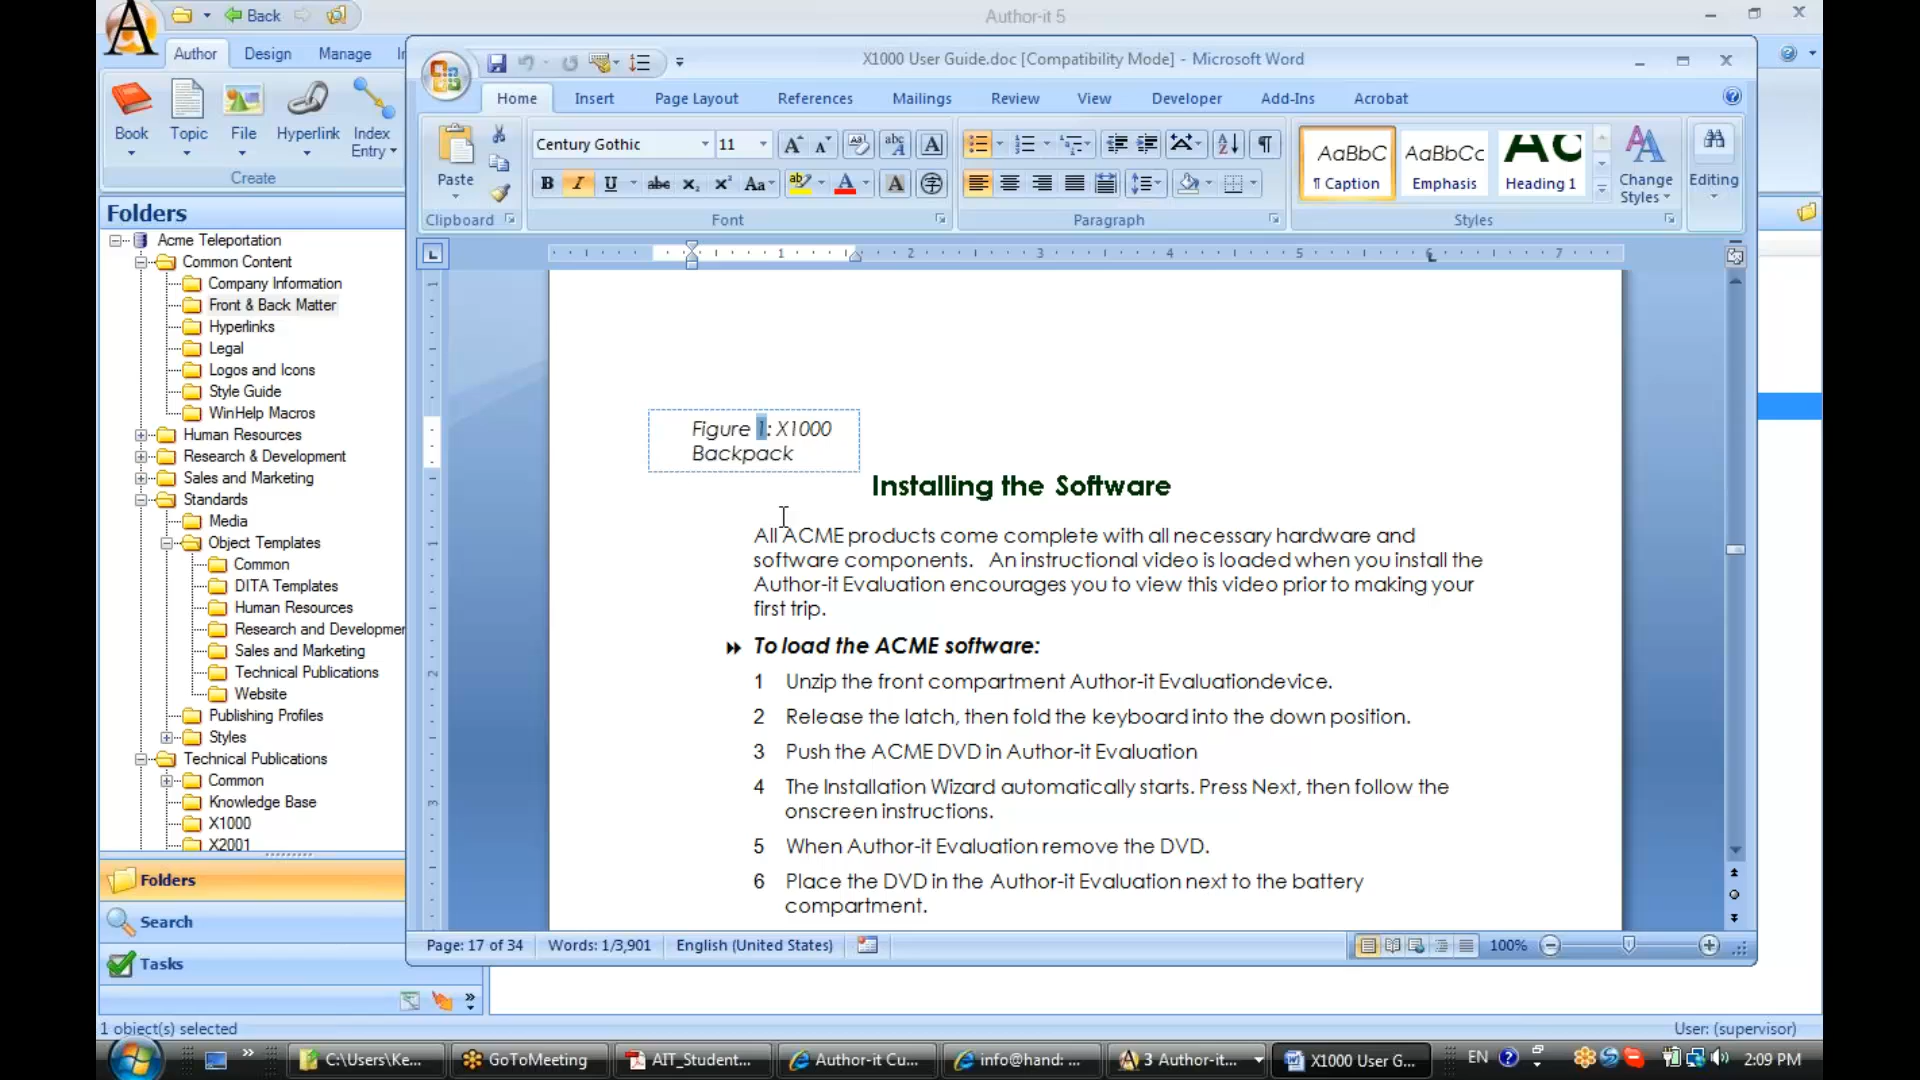 Back
Author-it 5
Author Design Manage In
Book Topic File Hyperlink Index Entry
Create
X1000 User Guide.doc [Compatibility Mode] - Microsoft Word
Home Insert Page Layout References Mailings Review View Developer Add-Ins Acrobat
Paste
Century Gothic 11
AaBbC AaBbCc AaC
¶ Caption Emphasis Heading 1
Change Styles
Editing
Clipboard Font Paragraph Styles
1 2 3 4 5 6 7
Folders
Acme Teleportation
Common Content
Company Information
Front & Back Matter
Hyperlinks
Legal
Logos and Icons
Style Guide
WinHelp Macros
Human Resources
Research & Development
Sales and Marketing
Standards
Media
Object Templates
Common
DITA Templates
Human Resources
Research and Developmer
Sales and Marketing
Technical Publications
Website
Publishing Profiles
Styles
Technical Publications
Common
Knowledge Base
X1000
X2001
Folders
Search
Tasks
1 object(s) selected
Figure 1: X1000
Backpack
Installing the Software
All ACME products come complete with all necessary hardware and
software components. An instructional video is loaded when you install the
Author-it Evaluation encourages you to view this video prior to making your
first trip.
To load the ACME software:
1 Unzip the front compartment Author-it Evaluationdevice.
2 Release the latch, then fold the keyboard into the down position.
3 Push the ACME DVD in Author-it Evaluation
4 The Installation Wizard automatically starts. Press Next, then follow the
onscreen instructions.
5 When Author-it Evaluation remove the DVD.
6 Place the DVD in the Author-it Evaluation next to the battery
compartment.
Page: 17 of 34 Words: 1/3,901 English (United States) 100%
User: (supervisor)
C:\Users\Ke... GoToMeeting AIT_Student... Author-it Cu... info@hand: ... 3 Author-it... X1000 User G... EN 2:09 PM